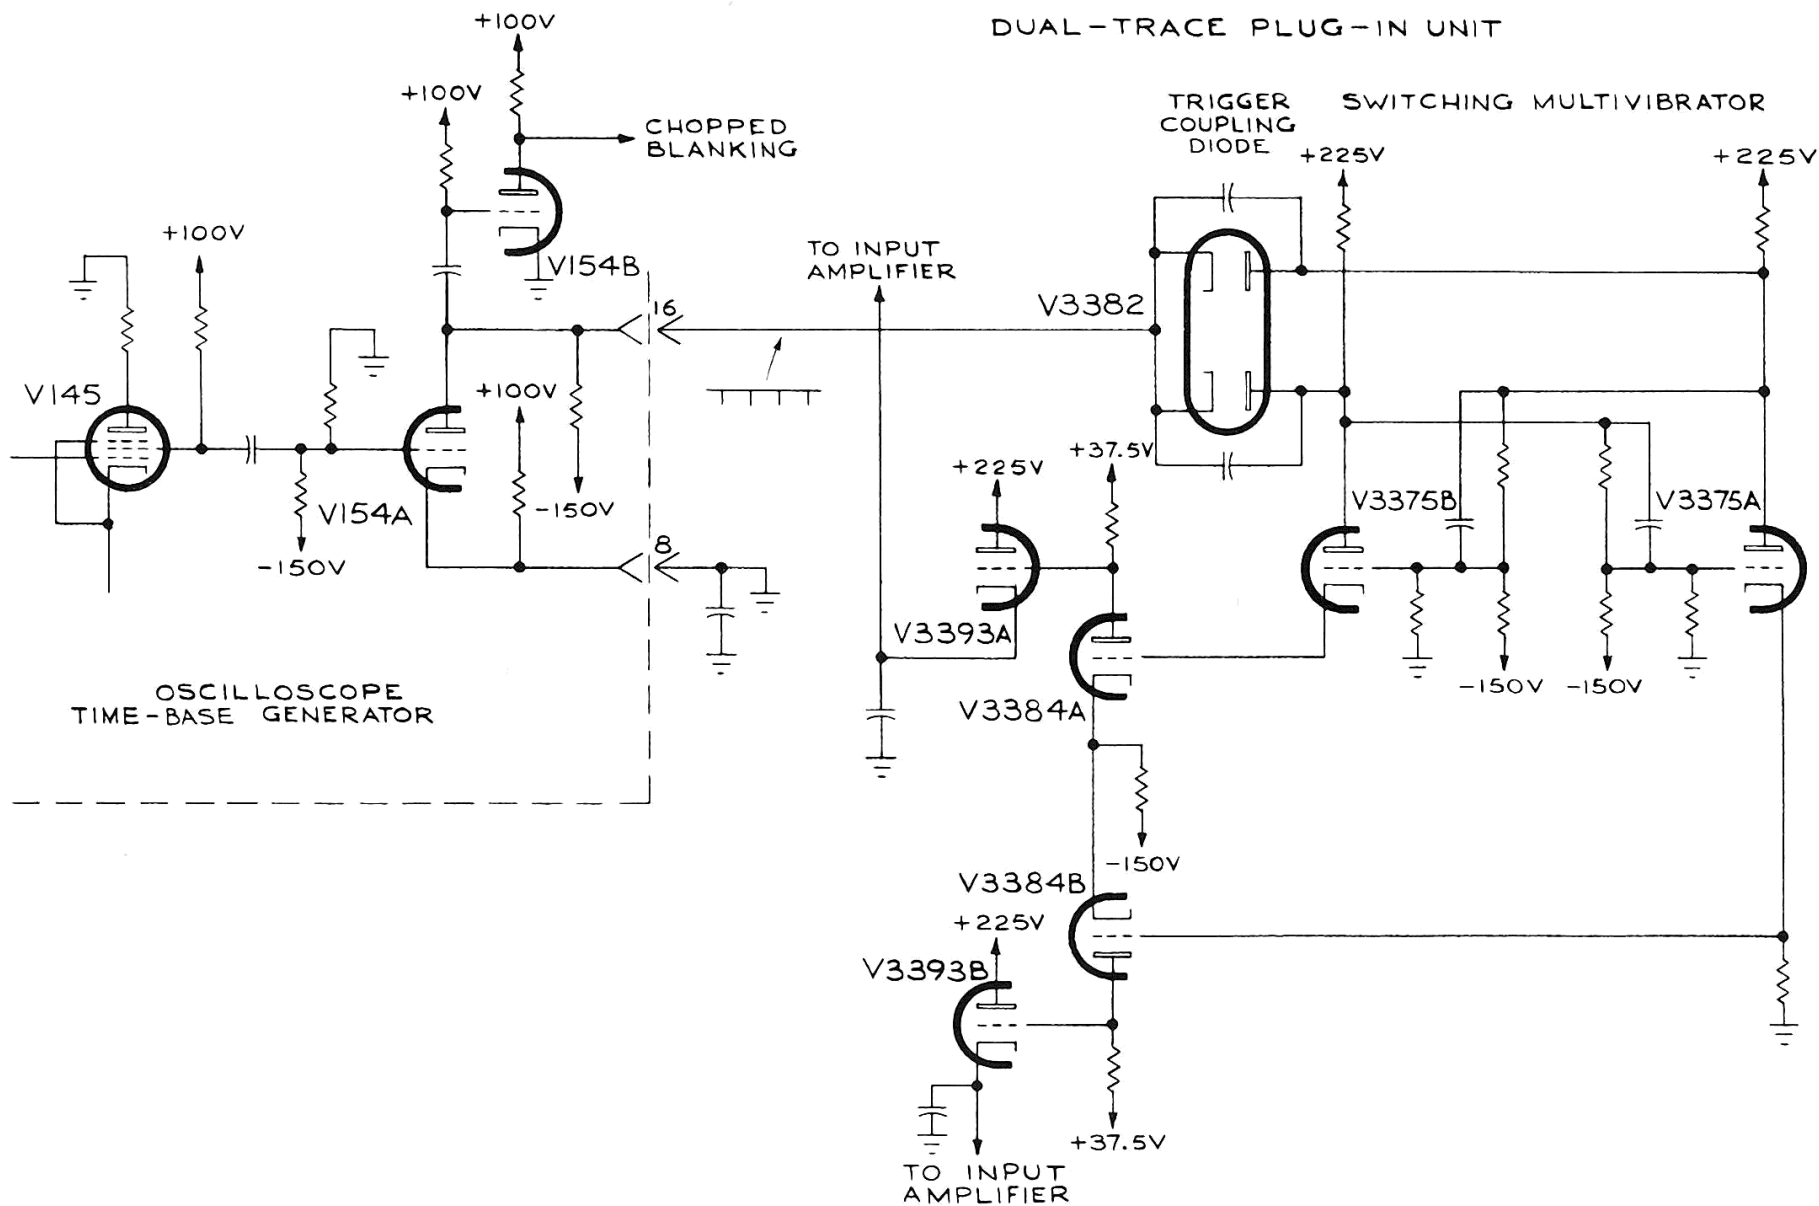 DUAL-TRACE PLUG-IN UNIT
+100V
+100V
CHOPPED
BLANKING
TRIGGER
COUPLING
DIODE
SWITCHING MULTIVIBRATOR
+225V
+225V
+100V
TO INPUT
AMPLIFIER
V154B
16
V3382
V145
+100V
-150V
V154A
-150V
8
+37.5V
+225V
V3375B
V3375A
V3393A
V3384A
-150V
-150V
OSCILLOSCOPE
TIME-BASE GENERATOR
-150V
V3384B
+225V
V3393B
+37.5V
TO INPUT
AMPLIFIER